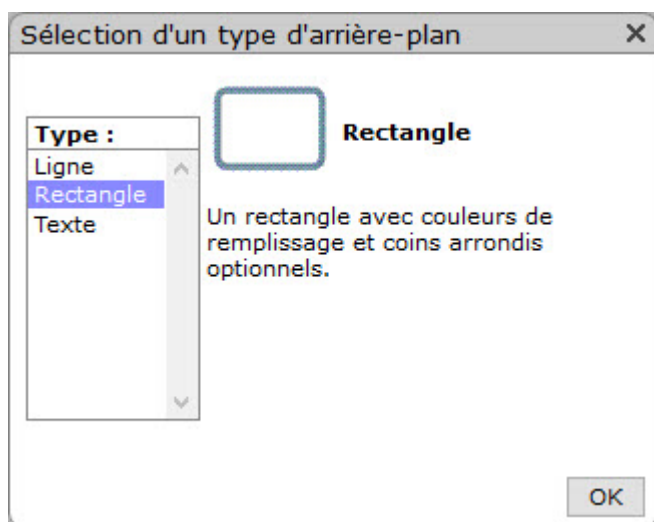 Sélection d'un type d'arrière-plan
Type :
Ligne
Rectangle
Texte
Rectangle
Un rectangle avec couleurs de
remplissage et coins arrondis
optionnels.
OK